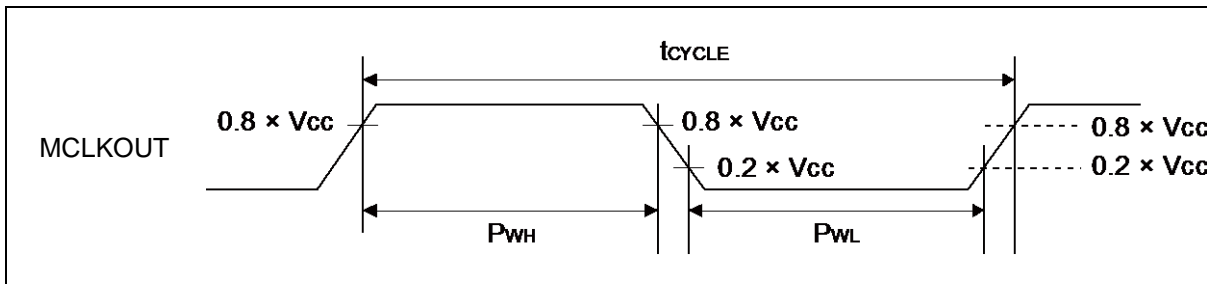 tCYCLE
0.8 × VCC
0.8 × VCC
0.8 × VCC
MCLKOUT
0.2 × VCC
0.2 × VCC
PWH
PWL